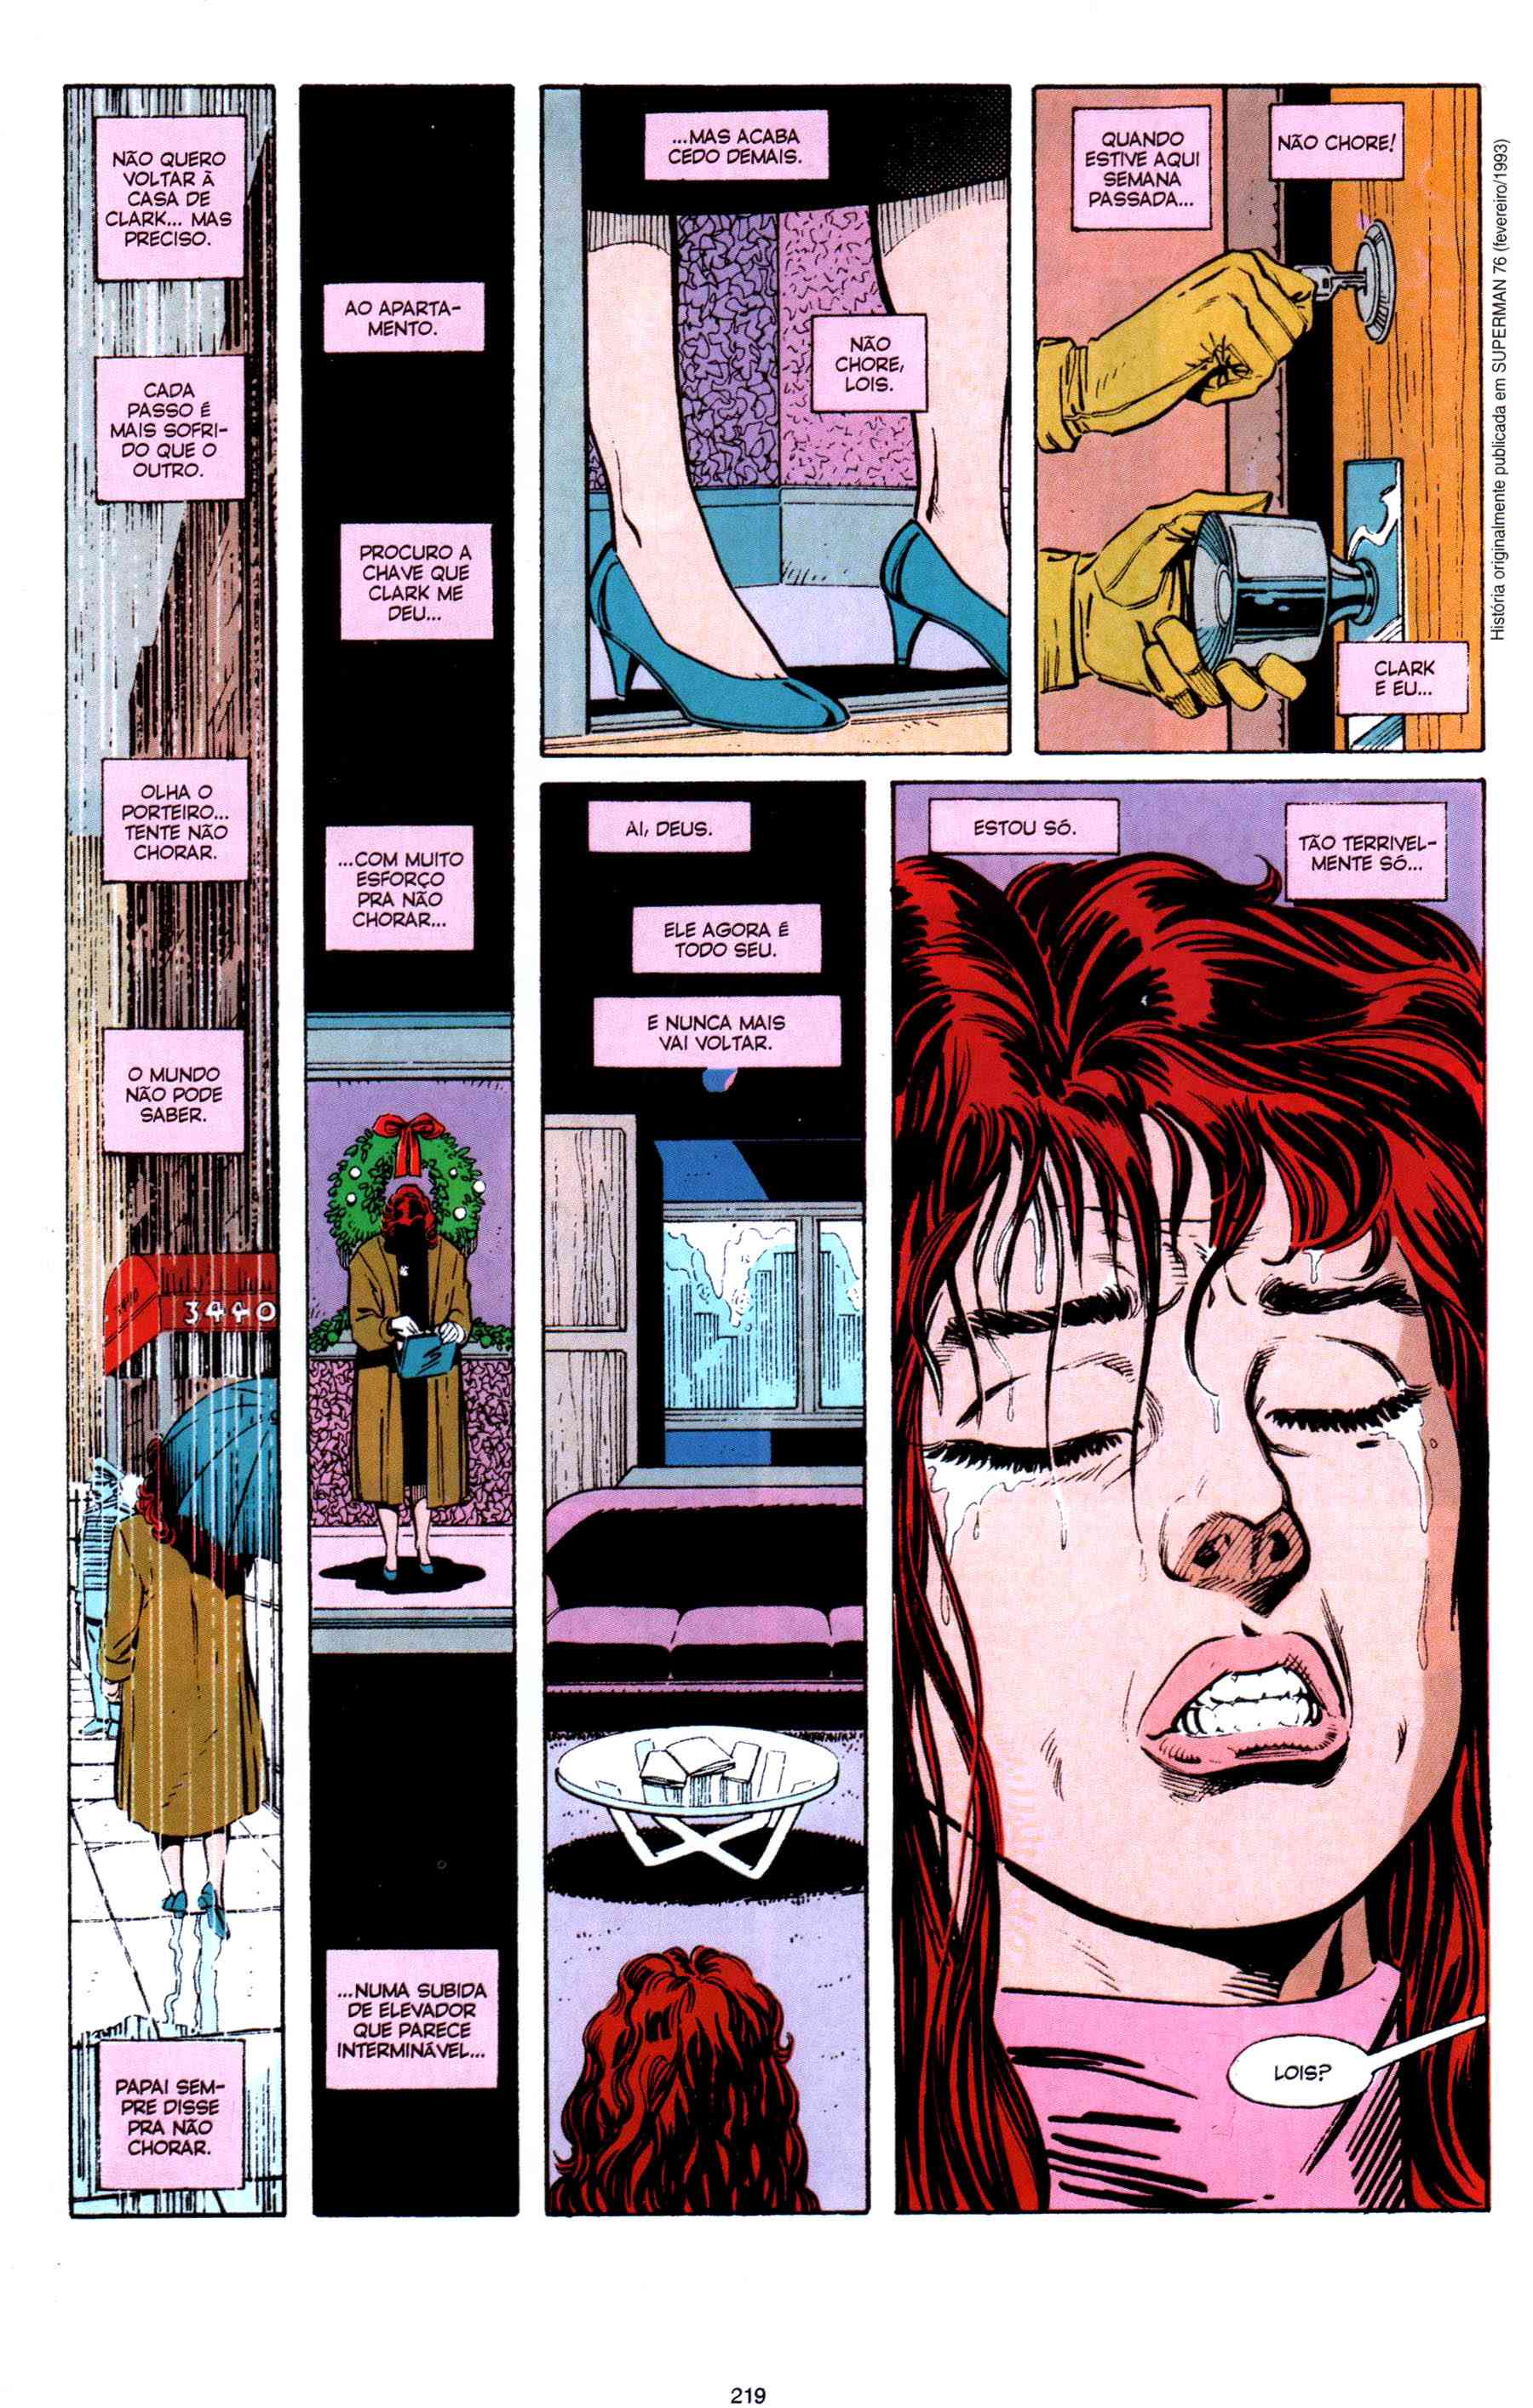 NÃO QUERO
VOLTAR À
CASA DE
CLARK... MAS
PRECISO.
CADA
PASSO É
MAIS SOFRI-
DO QUE O
OUTRO.
OLHA O
PORTEIRO...
TENTE NÃO
CHORAR.
O MUNDO
NÃO PODE
SABER.
3440
PAPAI SEM-
PRE DISSE
PRA NÃO
CHORAR.
AO APARTA-
MENTO.
PROCURO A
CHAVE QUE
CLARK ME
DEU...
...COM MUITO
ESFORÇO
PRA NÃO
CHORAR...
...NUMA SUBIDA
DE ELEVADOR
QUE PARECE
INTERMINÁVEL...
...MAS ACABA
CEDO DEMAIS.
NÃO
CHORE,
LOIS.
QUANDO
ESTIVE AQUI
SEMANA
PASSADA...
NÃO CHORE!
CLARK
E EU...
História originalmente publicada em SUPERMAN 76 (fevereiro/1993)
AI, DEUS.
ELE AGORA É
TODO SEU.
E NUNCA MAIS
VAI VOLTAR.
ESTOU SÓ.
TÃO TERRIVEL-
MENTE SÓ...
LOIS?
219